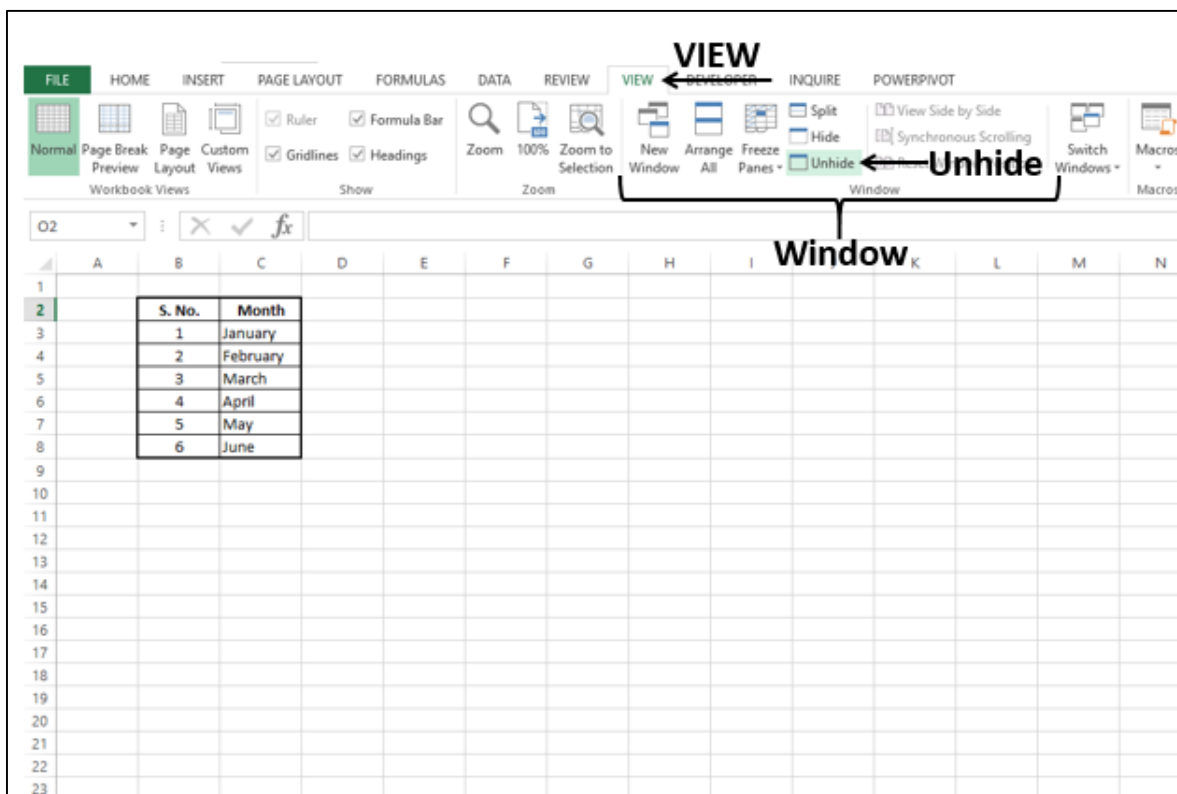 VIEW
FILE HOME INSERT PAGE LAYOUT FORMULAS DATA REVIEW VIEW DEVELOPER INQUIRE POWERPIVOT
Ruler Formula Bar Split View Side by Side
Hide Synchronous Scrolling
Normal Page Break Page Custom Gridlines Headings Zoom 100% Zoom to New Arrange Freeze Unhide Unhide Switch Macros
Preview Layout Views Selection Window All Panes Windows
Workbook Views Show Zoom Window Macros
O2 fx
Window
A B C D E F G H I K L M N
1
2 S. No. Month
3 1 January
4 2 February
5 3 March
6 4 April
7 5 May
8 6 June
9
10
11
12
13
14
15
16
17
18
19
20
21
22
23